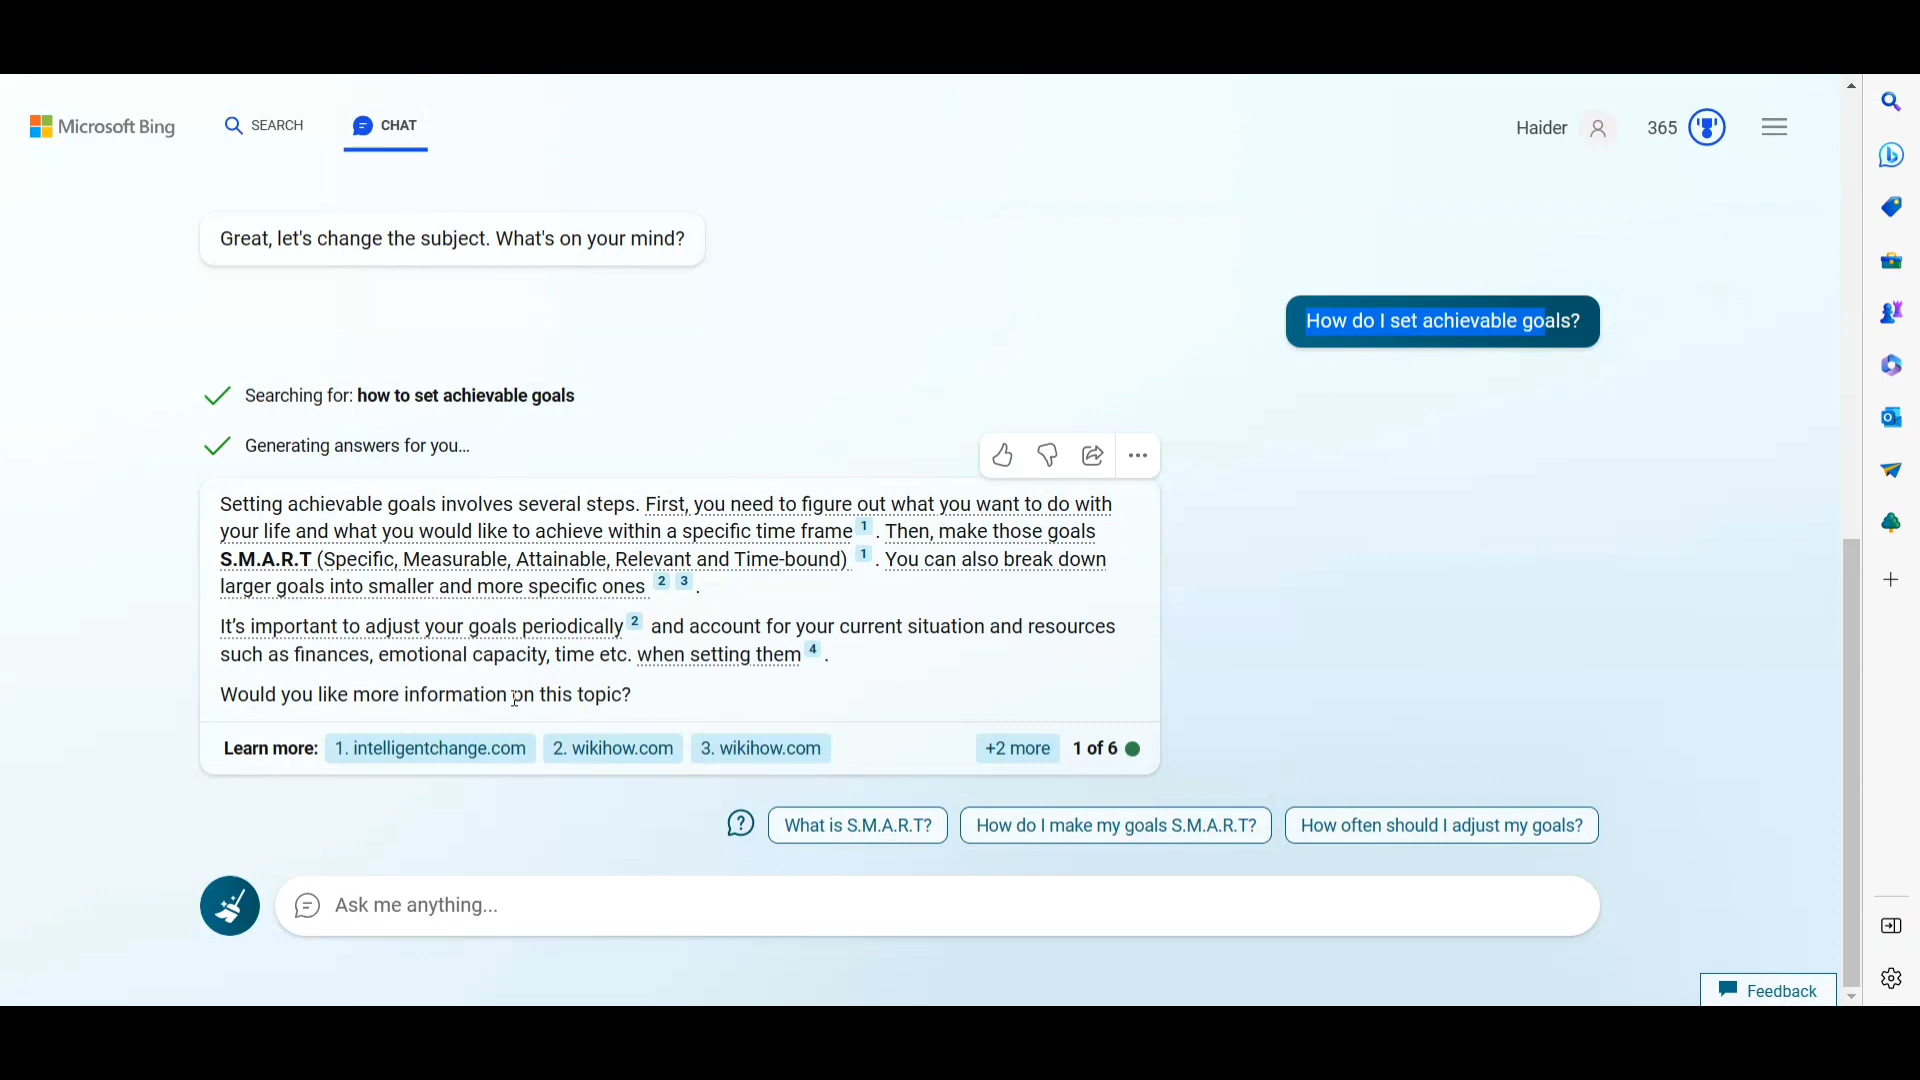 Microsoft Bing
SEARCH
CHAT
Haider
365
Great, let's change the subject. What's on your mind?
How do I set achievable goals?
Searching for: how to set achievable goals
Generating answers for you...
Setting achievable goals involves several steps. First, you need to figure out what you want to do with
your life and what you would like to achieve within a specific time frame 1 . Then, make those goals
S.M.A.R.T (Specific, Measurable, Attainable, Relevant and Time-bound) 1 . You can also break down
larger goals into smaller and more specific ones 2 3 .
It's important to adjust your goals periodically 2 and account for your current situation and resources
such as finances, emotional capacity, time etc. when setting them 4 .
Would you like more information on this topic?
Learn more: 1. intelligentchange.com 2. wikihow.com 3. wikihow.com +2 more 1 of 6
What is S.M.A.R.T? How do I make my goals S.M.A.R.T? How often should I adjust my goals?
Ask me anything...
Feedback